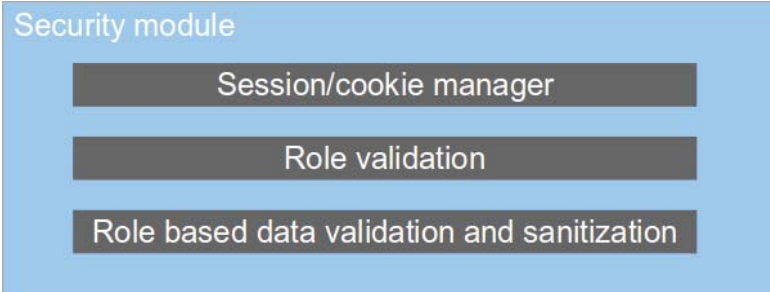 Security module
Session/cookie manager
Role validation
Role based data validation and sanitization